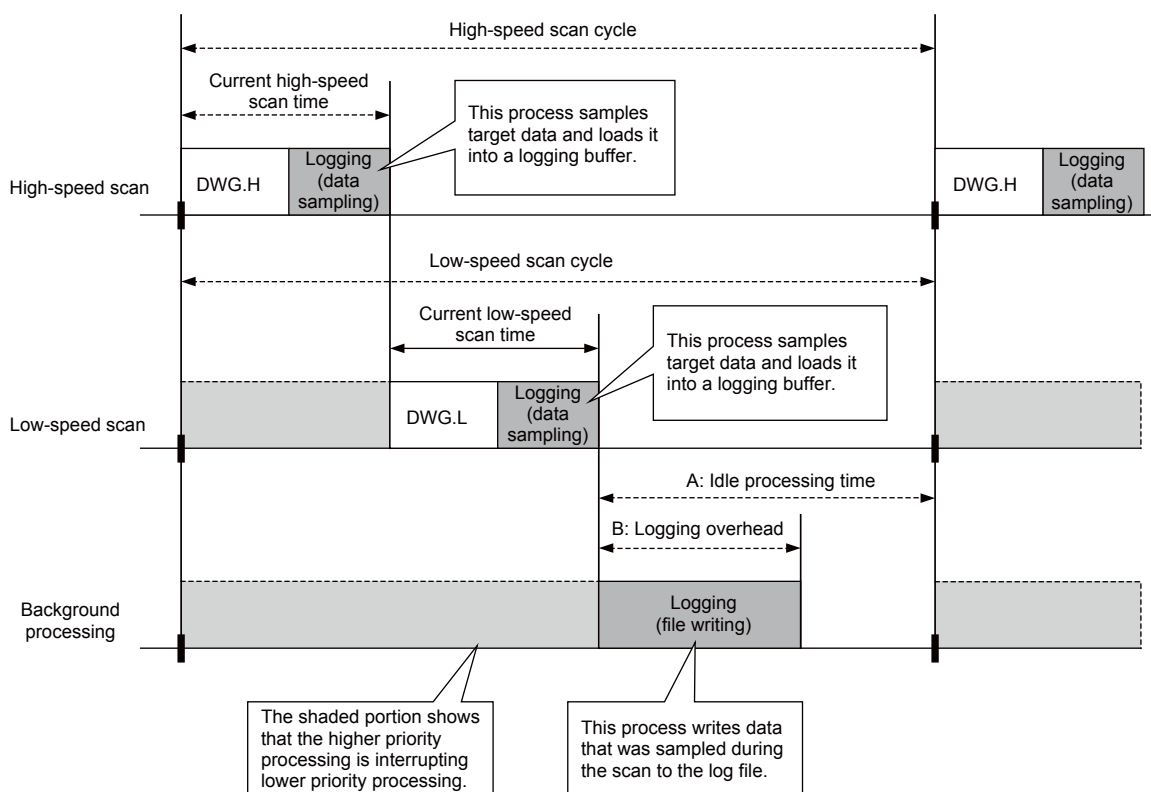 High-speed scan cycle
Current high-speed
scan time
This process samples
target data and loads it
into a logging buffer.
High-speed scan
DWG.H
Logging
(data
sampling)
DWG.H
Logging
(data
sampling)
Low-speed scan cycle
Current low-speed
scan time
This process samples
target data and loads it
into a logging buffer.
Low-speed scan
DWG.L
Logging
(data
sampling)
A: Idle processing time
B: Logging overhead
Background
processing
Logging
(file writing)
The shaded portion shows
that the higher priority
processing is interrupting
lower priority processing.
This process writes data
that was sampled during
the scan to the log file.